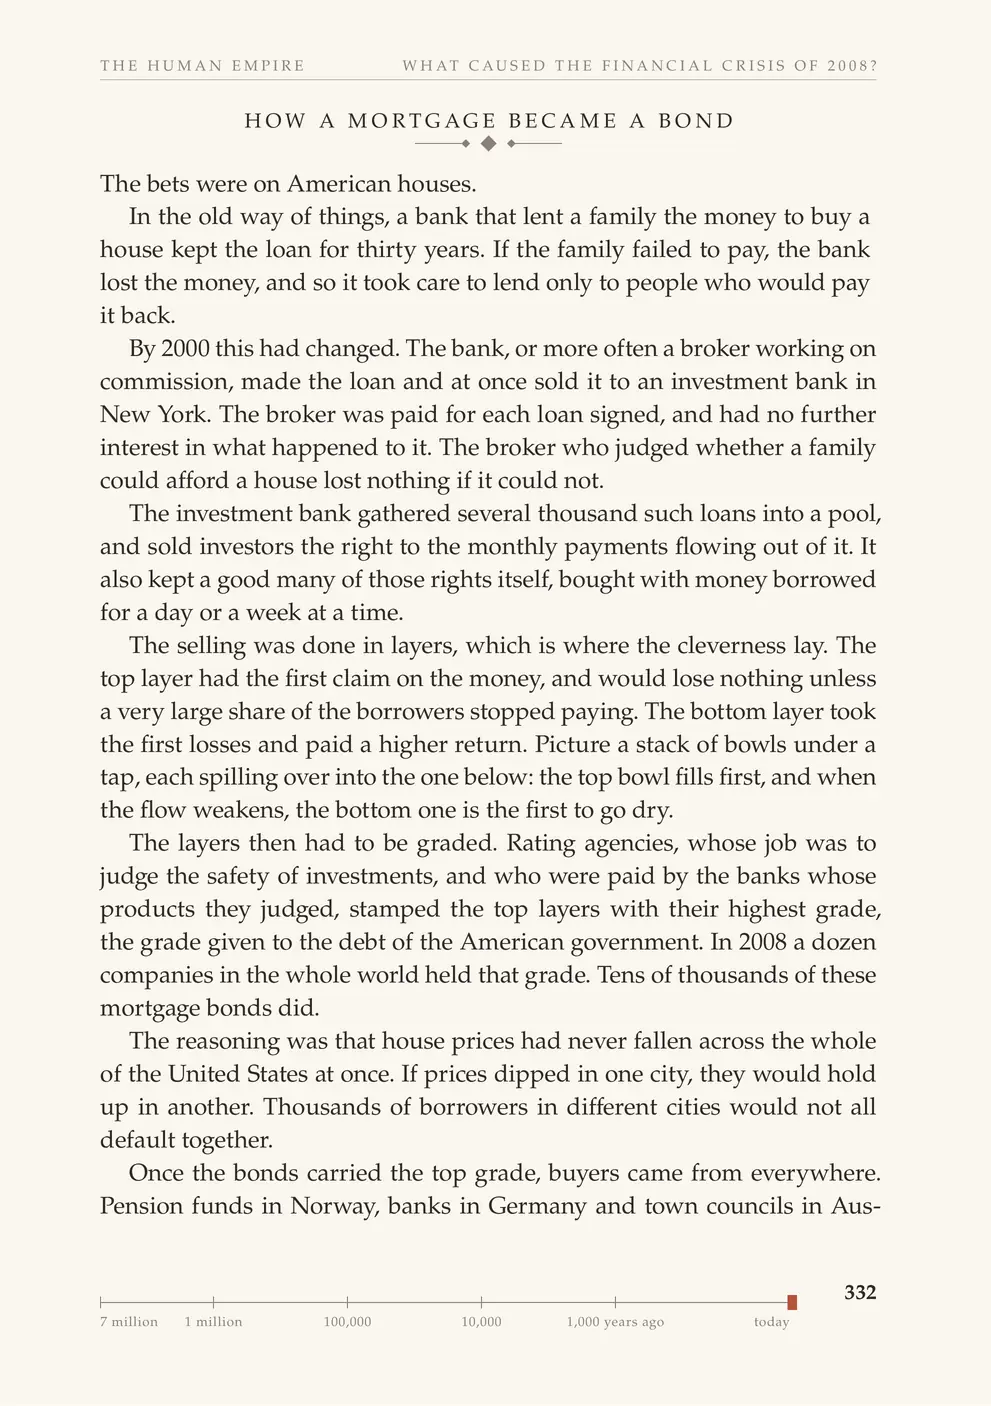 THE HUMAN EMPIRE WHAT CAUSED THE FINANCIAL CRISIS OF 2008?
HOW A MORTGAGE BECAME A BOND
The bets were on American houses.
In the old way of things, a bank that lent a family the money to buy a
house kept the loan for thirty years. If the family failed to pay, the bank
lost the money, and so it took care to lend only to people who would pay
it back.
By 2000 this had changed. The bank, or more often a broker working on
commission, made the loan and at once sold it to an investment bank in
New York. The broker was paid for each loan signed, and had no further
interest in what happened to it. The broker who judged whether a family
could afford a house lost nothing if it could not.
The investment bank gathered several thousand such loans into a pool,
and sold investors the right to the monthly payments flowing out of it. It
also kept a good many of those rights itself, bought with money borrowed
for a day or a week at a time.
The selling was done in layers, which is where the cleverness lay. The
top layer had the first claim on the money, and would lose nothing unless
a very large share of the borrowers stopped paying. The bottom layer took
the first losses and paid a higher return. Picture a stack of bowls under a
tap, each spilling over into the one below: the top bowl fills first, and when
the flow weakens, the bottom one is the first to go dry.
The layers then had to be graded. Rating agencies, whose job was to
judge the safety of investments, and who were paid by the banks whose
products they judged, stamped the top layers with their highest grade,
the grade given to the debt of the American government. In 2008 a dozen
companies in the whole world held that grade. Tens of thousands of these
mortgage bonds did.
The reasoning was that house prices had never fallen across the whole
of the United States at once. If prices dipped in one city, they would hold
up in another. Thousands of borrowers in different cities would not all
default together.
Once the bonds carried the top grade, buyers came from everywhere.
Pension funds in Norway, banks in Germany and town councils in Aus-
332
7 million 1 million 100,000 10,000 1,000 years ago today